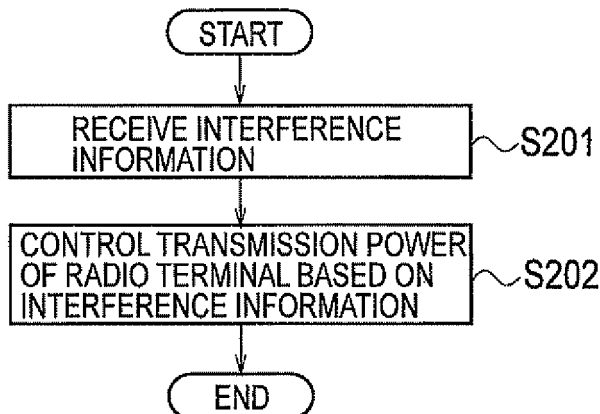 START
RECEIVE INTERFERENCE
INFORMATION
S201
CONTROL TRANSMISSION POWER
OF RADIO TERMINAL BASED ON
INTERFERENCE INFORMATION
S202
END